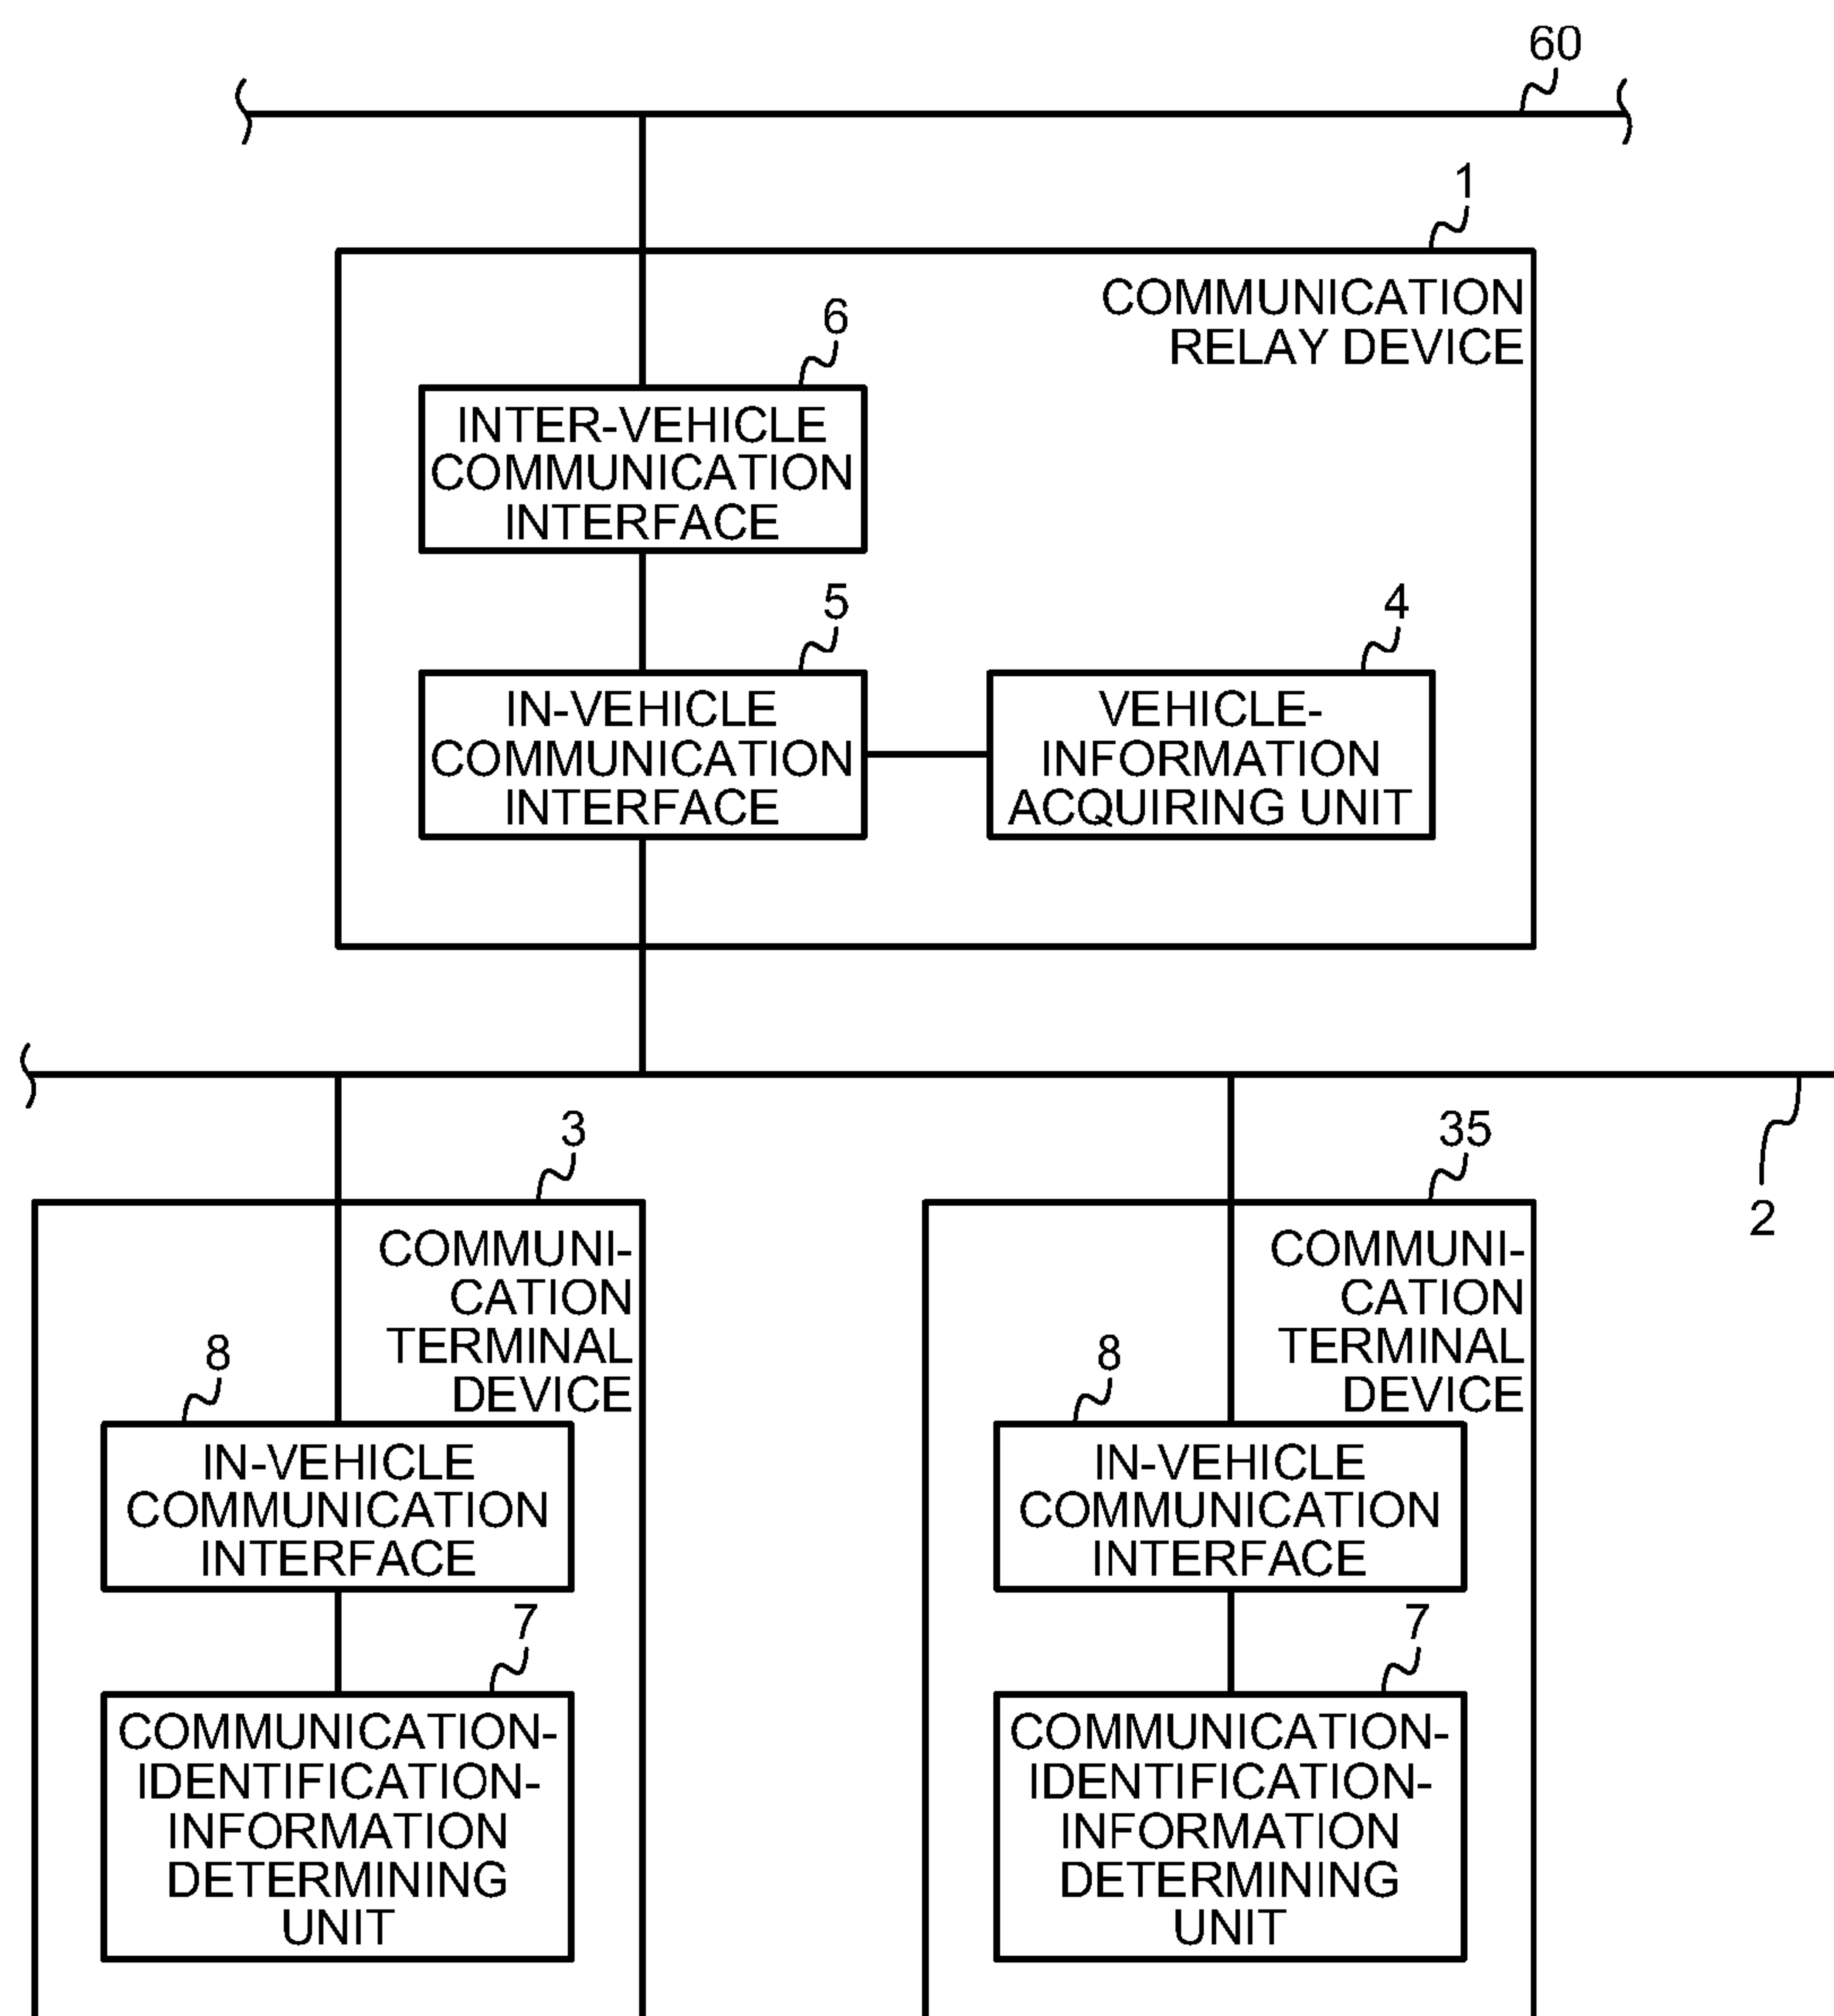 60
1
COMMUNICATION
RELAY DEVICE
6
INTER-VEHICLE
COMMUNICATION
INTERFACE
5
IN-VEHICLE
COMMUNICATION
INTERFACE
4
VEHICLE-
INFORMATION
ACQUIRING UNIT
2
3
COMMUNI-
CATION
TERMINAL
DEVICE
8
IN-VEHICLE
COMMUNICATION
INTERFACE
7
COMMUNICATION-
IDENTIFICATION-
INFORMATION
DETERMINING
UNIT
35
COMMUNI-
CATION
TERMINAL
DEVICE
8
IN-VEHICLE
COMMUNICATION
INTERFACE
7
COMMUNICATION-
IDENTIFICATION-
INFORMATION
DETERMINING
UNIT